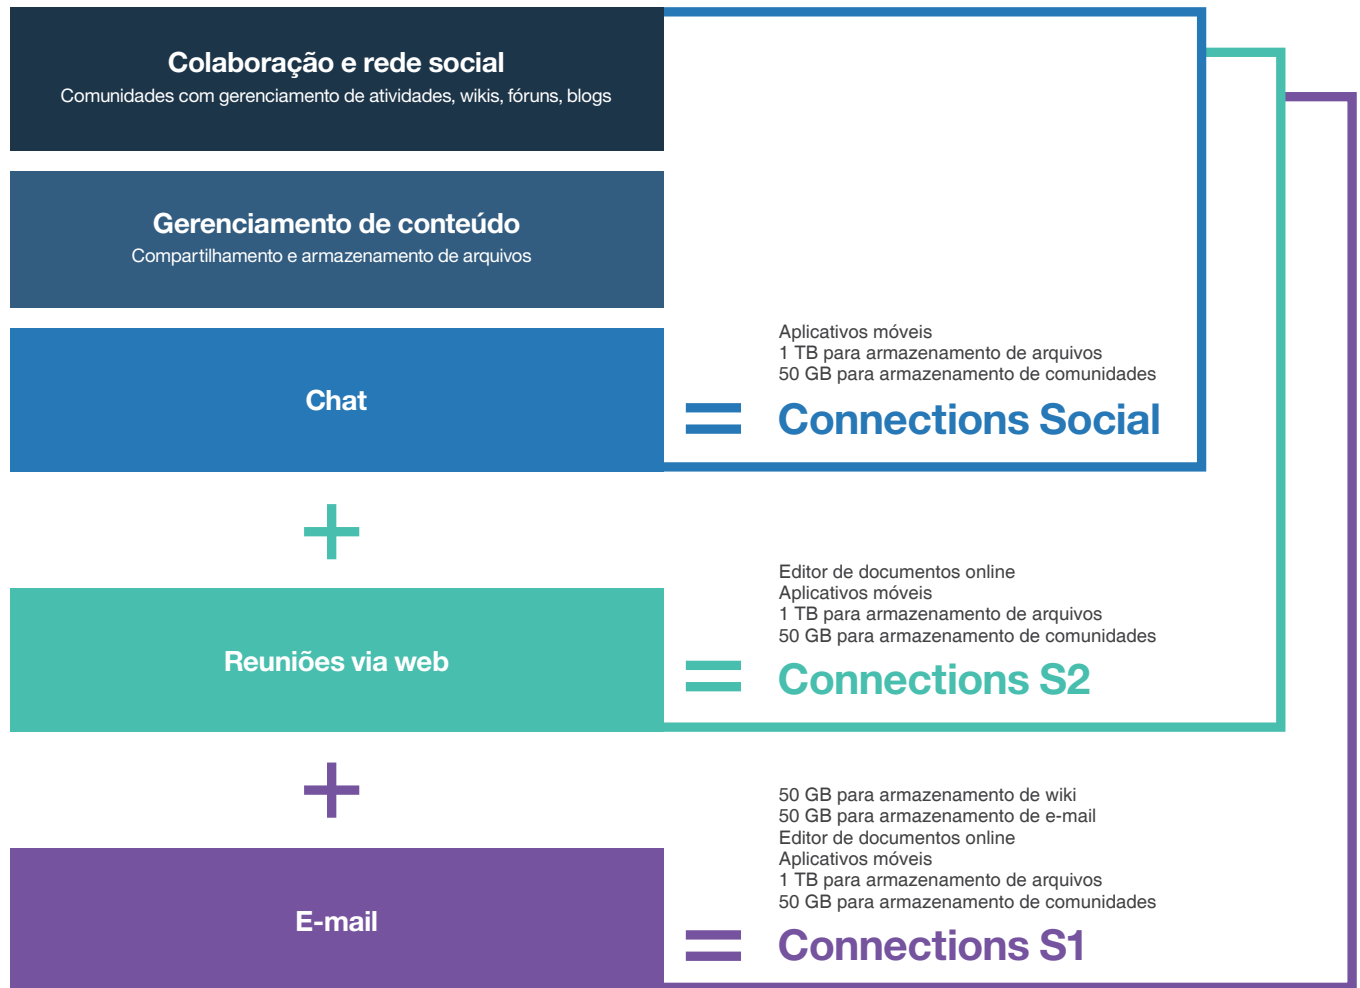 Colaboração e rede social
Comunidades com gerenciamento de atividades, wikis, fóruns, blogs
Gerenciamento de conteúdo
Compartilhamento e armazenamento de arquivos
Chat
Aplicativos móveis
1 TB para armazenamento de arquivos
50 GB para armazenamento de comunidades
= Connections Social
+
Reuniões via web
Editor de documentos online
Aplicativos móveis
1 TB para armazenamento de arquivos
50 GB para armazenamento de comunidades
= Connections S2
+
E-mail
50 GB para armazenamento de wiki
50 GB para armazenamento de e-mail
Editor de documentos online
Aplicativos móveis
1 TB para armazenamento de arquivos
50 GB para armazenamento de comunidades
= Connections S1